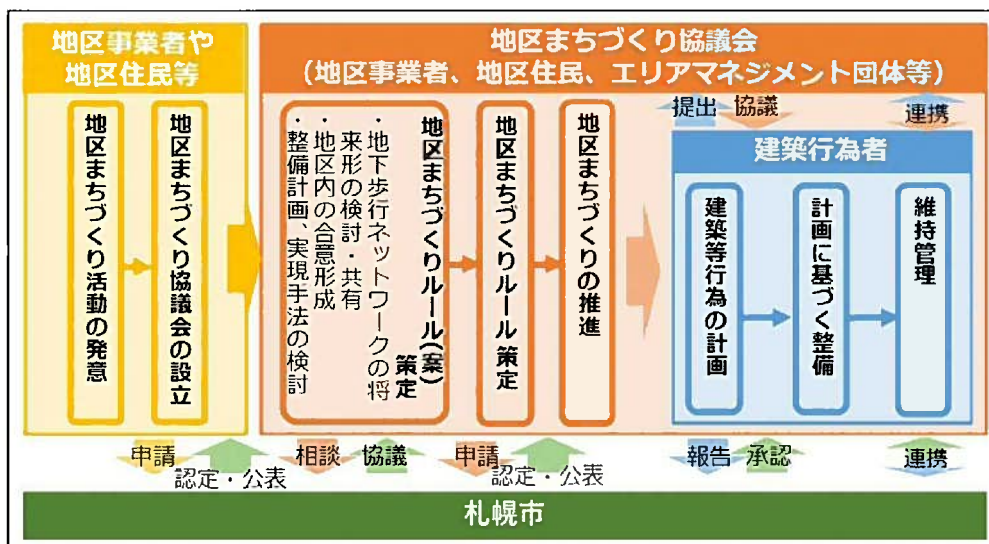 地区事業者や
地区住民等
地区まちづくり活動の発意
地区まちづくり協議会の設立
地区まちづくり協議会
（地区事業者、地区住民、エリアマネジメント団体等）
地区まちづくりルール(案)
策定
・地下歩行ネットワークの将
来形の検討・共有
・地区内の合意形成
・整備計画、実現手法の検討
地区まちづくりルール策定
地区まちづくりの推進
提出
協議
連携
建築行為者
建築等行為の計画
計画に基づく整備
維持管理
申請
認定・公表
相談
協議
申請
認定・公表
報告
承認
連携
札幌市